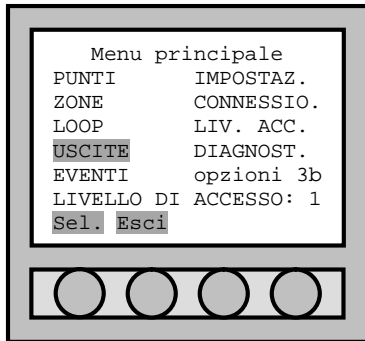 Menu principale
PUNTI IMPOSTAZ.
ZONE CONNESSIO.
LOOP LIV. ACC.
USCITE DIAGNOST.
EVENTI opzioni 3b
LIVELLO DI ACCESSO: 1
Sel. Esci